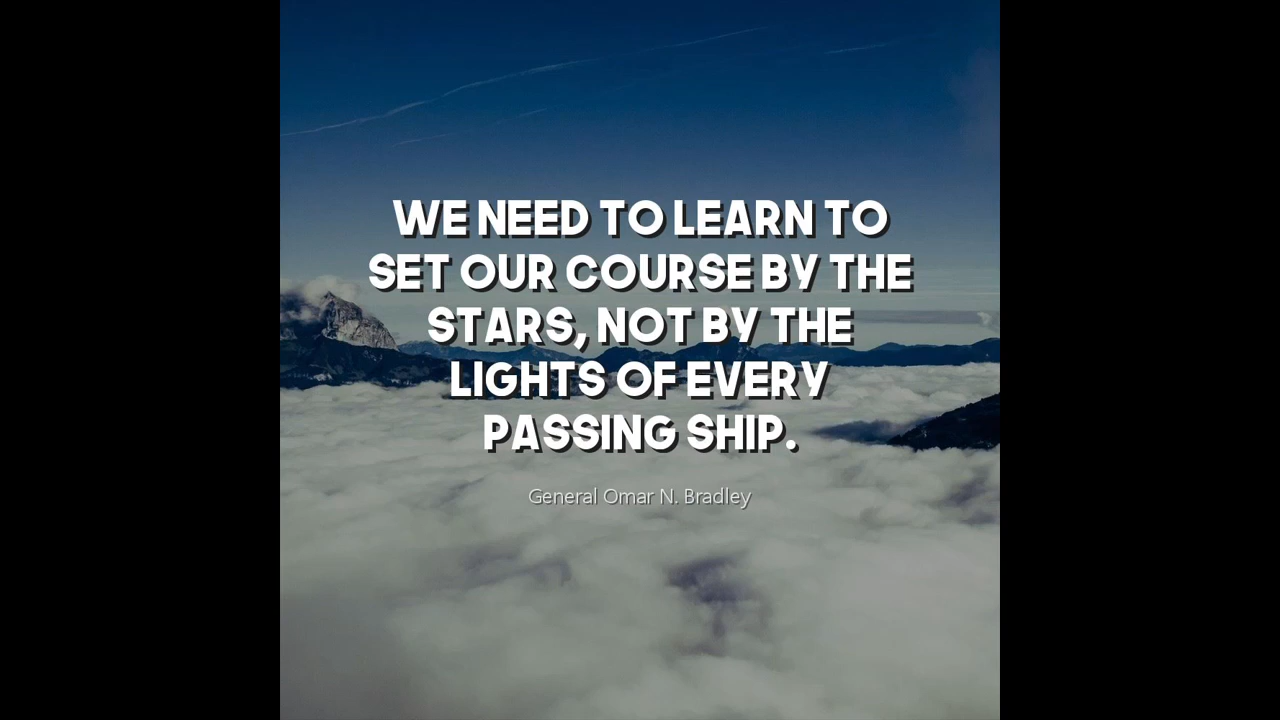 WE NEED TO LEARN TO
SET OUR COURSE BY THE
STARS, NOT BY THE
LIGHTS OF EVERY
PASSING SHIP.
General Omar N. Bradley